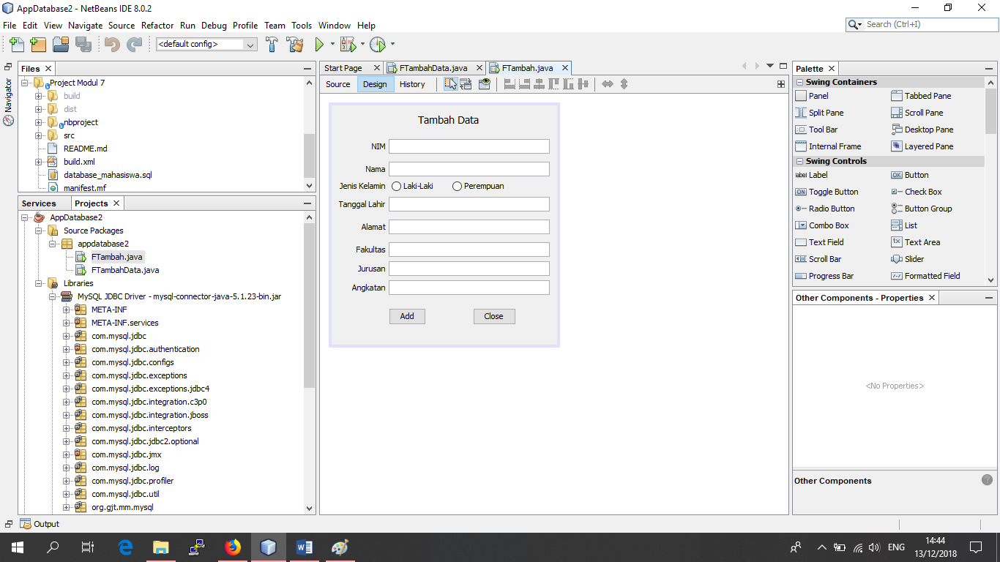 AppDatabase2 - NetBeans IDE 8.0.2
File Edit View Navigate Source Refactor Run Debug Profile Team Tools Window Help
Search (Ctrl+I)
<default config>
Navigator
Files
Project Modul 7
build
dist
nbproject
src
README.md
build.xml
database_mahasiswa.sql
manifest.mf
Services Projects
AppDatabase2
Source Packages
appdatabase2
FTambah.java
FTambahData.java
Libraries
MySQL JDBC Driver - mysql-connector-java-5.1.23-bin.jar
META-INF
META-INF.services
com.mysql.jdbc
com.mysql.jdbc.authentication
com.mysql.jdbc.configs
com.mysql.jdbc.exceptions
com.mysql.jdbc.exceptions.jdbc4
com.mysql.jdbc.integration.c3p0
com.mysql.jdbc.integration.jboss
com.mysql.jdbc.interceptors
com.mysql.jdbc.jdbc2.optional
com.mysql.jdbc.jmx
com.mysql.jdbc.log
com.mysql.jdbc.profiler
com.mysql.jdbc.util
org.gjt.mm.mysql
Start Page FTambahData.java FTambah.java
Source Design History
Tambah Data
NIM
Nama
Jenis Kelamin Laki-Laki Perempuan
Tanggal Lahir
Alamat
Fakultas
Jurusan
Angkatan
Add Close
Palette
Swing Containers
Panel Tabbed Pane
Split Pane Scroll Pane
Tool Bar Desktop Pane
Internal Frame Layered Pane
Swing Controls
label Label OK Button
ON Toggle Button Check Box
Radio Button Button Group
Combo Box List
Text Field Text Area
Scroll Bar Slider
Progress Bar Formatted Field
Other Components - Properties
<No Properties>
Other Components
Output
ENG
14:44
13/12/2018